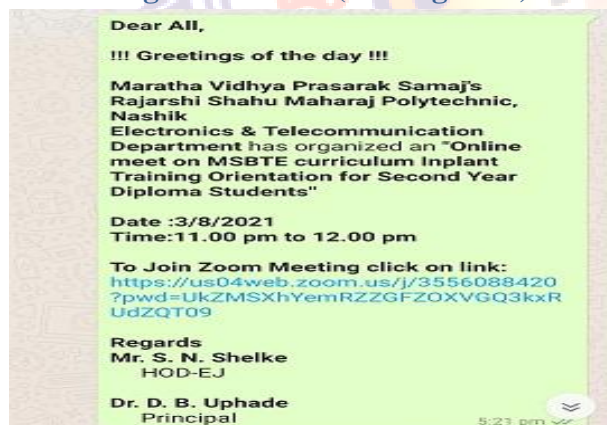 Dear All,
!!! Greetings of the day !!!
Maratha Vidhya Prasarak Samaj's
Rajarshi Shahu Maharaj Polytechnic,
Nashik
Electronics & Telecommunication
Department has organized an "Online
meet on MSBTE curriculum Inplant
Training Orientation for Second Year
Diploma Students"
Date :3/8/2021
Time:11.00 pm to 12.00 pm
To Join Zoom Meeting click on link:
https://us04web.zoom.us/j/3556088420
?pwd=UkZMSXhYemRZZGFZOXVGQ3kxR
UdZQT09
Regards
Mr. S. N. Shelke
HOD-EJ
Dr. D. B. Uphade
Principal
5:21 pm